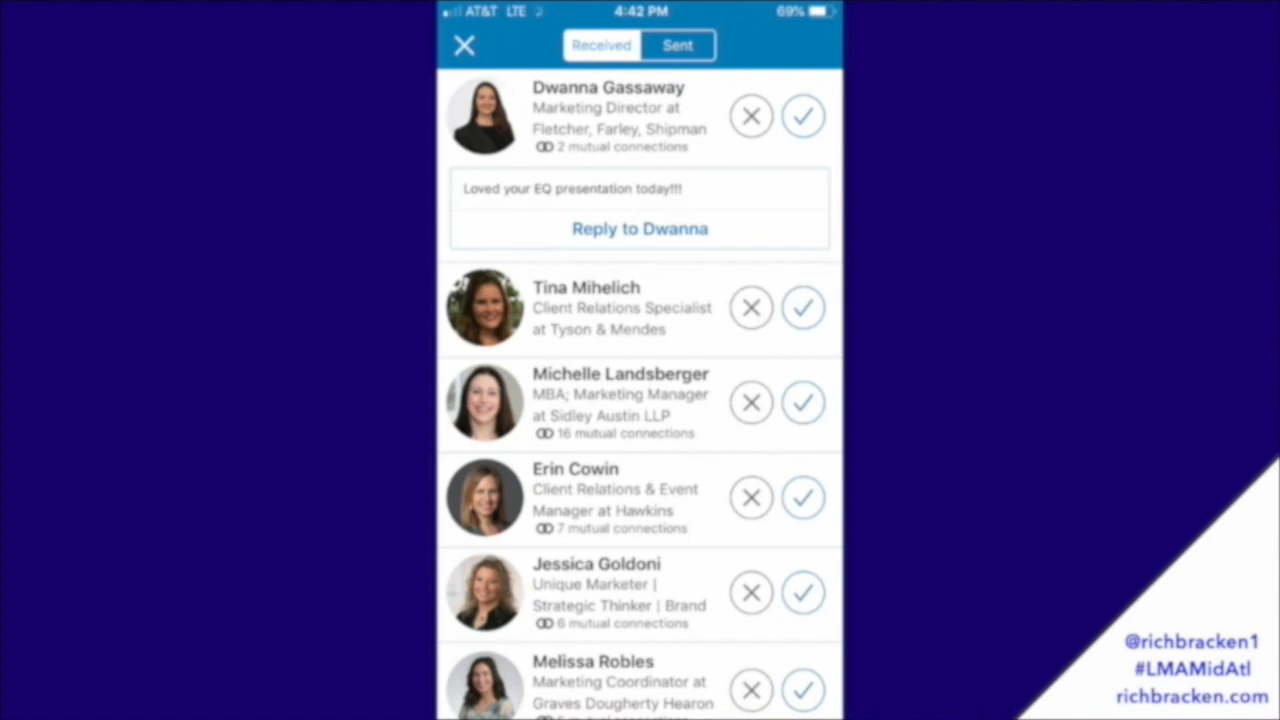 AT&T LTE 4:42 PM 69%
Received Sent
Dwanna Gassaway
Marketing Director at
Fletcher, Farley, Shipman
2 mutual connections
Loved your EQ presentation today!!!
Reply to Dwanna
Tina Mihelich
Client Relations Specialist
at Tyson & Mendes
Michelle Landsberger
MBA; Marketing Manager
at Sidley Austin LLP
16 mutual connections
Erin Cowin
Client Relations & Event
Manager at Hawkins
7 mutual connections
Jessica Goldoni
Unique Marketer |
Strategic Thinker | Brand
6 mutual connections
Melissa Robles
Marketing Coordinator at
Graves Dougherty Hearon
mutual connections
@richbracken1
#LMAMidAtl
richbracken.com